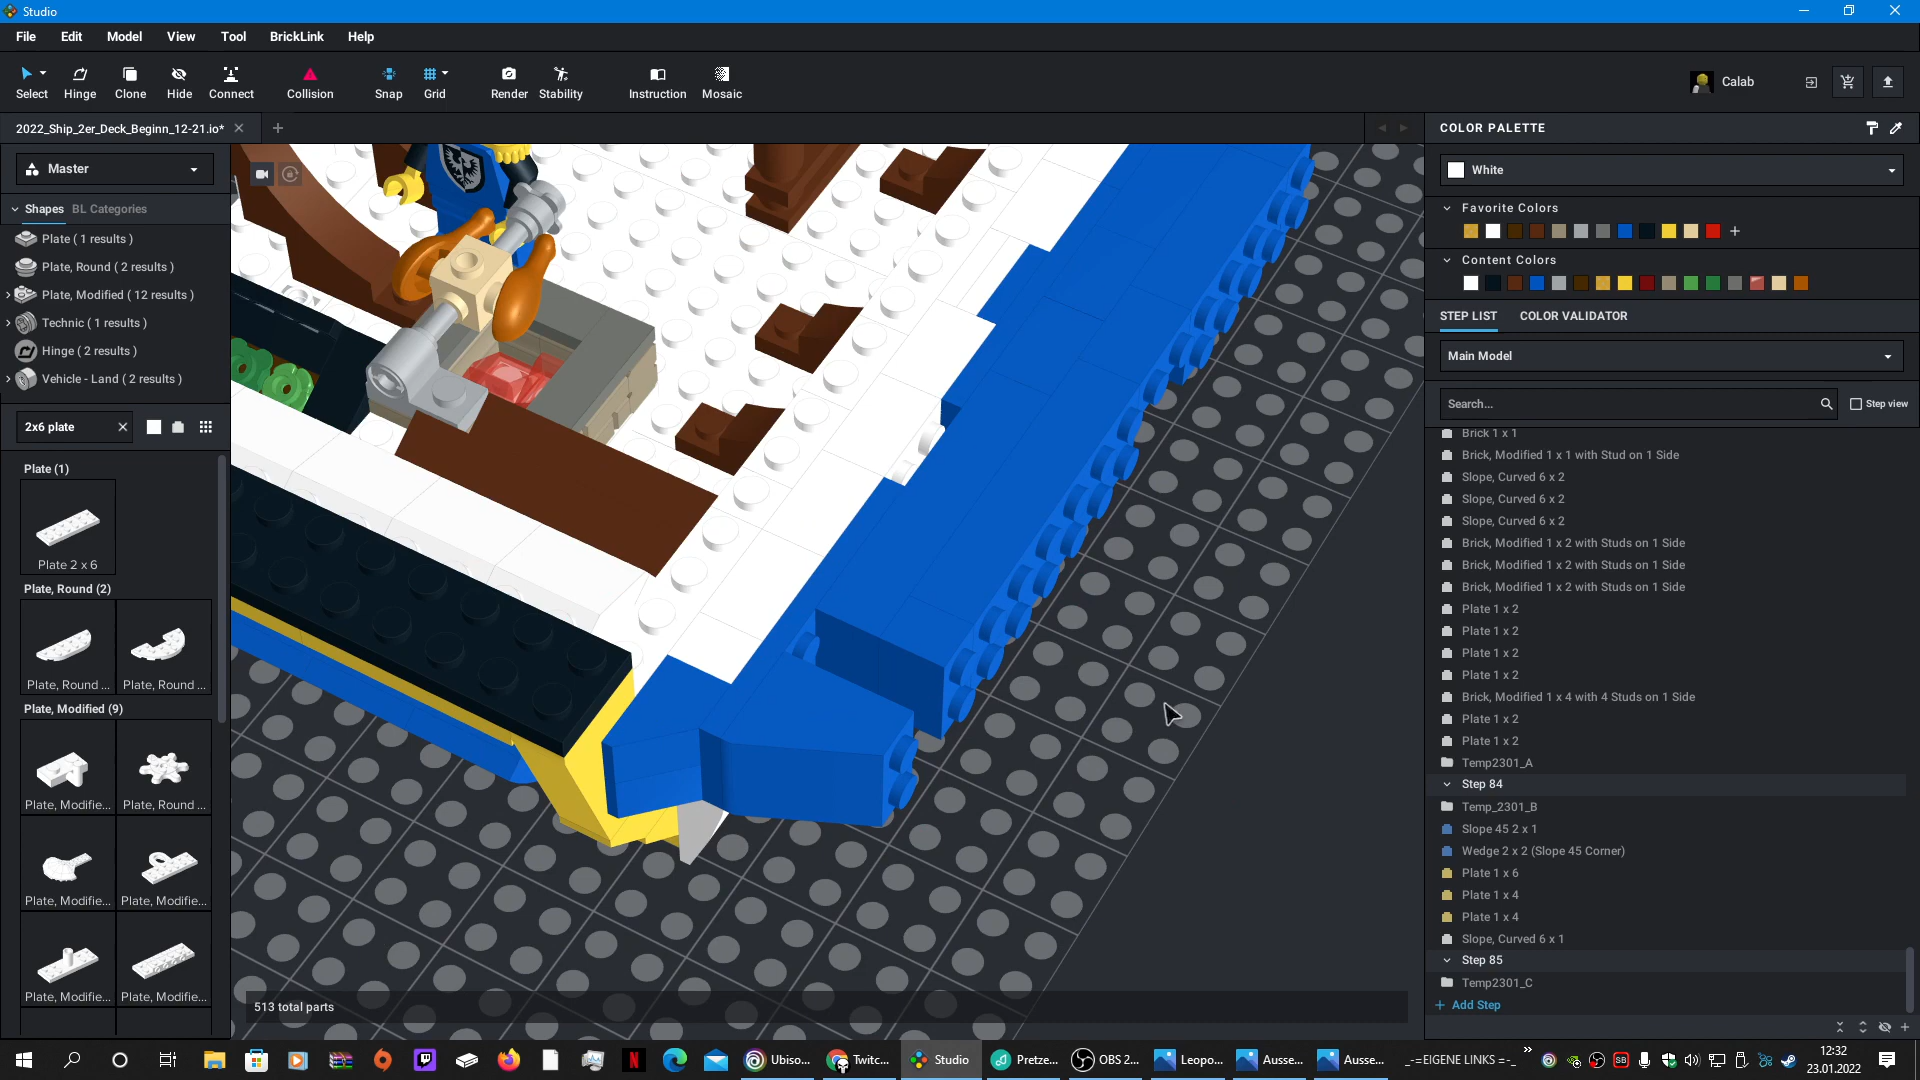 Studio
File Edit Model View Tool BrickLink Help
Select Hinge Clone Hide Connect Collision Snap Grid Render Stability Instruction Mosaic
Calab
2022_Ship_2er_Deck_Beginn_12-21.io*
Master
Shapes BL Categories
Plate ( 1 results )
Plate, Round ( 2 results )
Plate, Modified ( 12 results )
Technic ( 1 results )
Hinge ( 2 results )
Vehicle - Land ( 2 results )
2x6 plate
Plate (1)
Plate 2 x 6
Plate, Round (2)
Plate, Round ... Plate, Round ...
Plate, Modified (9)
Plate, Modifie... Plate, Round ...
Plate, Modifie... Plate, Modifie...
Plate, Modifie... Plate, Modifie...
513 total parts
COLOR PALETTE
White
Favorite Colors
Content Colors
STEP LIST COLOR VALIDATOR
Main Model
Search...
Step view
Brick 1 x 1
Brick, Modified 1 x 1 with Stud on 1 Side
Slope, Curved 6 x 2
Slope, Curved 6 x 2
Slope, Curved 6 x 2
Brick, Modified 1 x 2 with Studs on 1 Side
Brick, Modified 1 x 2 with Studs on 1 Side
Brick, Modified 1 x 2 with Studs on 1 Side
Plate 1 x 2
Plate 1 x 2
Plate 1 x 2
Plate 1 x 2
Brick, Modified 1 x 4 with 4 Studs on 1 Side
Plate 1 x 2
Plate 1 x 2
Temp2301_A
Step 84
Temp_2301_B
Slope 45 2 x 1
Wedge 2 x 2 (Slope 45 Corner)
Plate 1 x 6
Plate 1 x 4
Plate 1 x 4
Slope, Curved 6 x 1
Step 85
Temp2301_C
+ Add Step
Ubiso... Twitc... Studio Pretze... OBS 2... Leopo... Ausse... Ausse... _-=EIGENE LINKS =-_
SB
12:32
23.01.2022